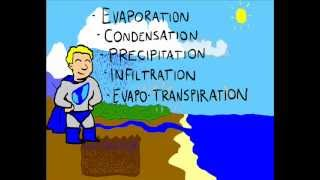 - EVAPORATION
- CONDENSATION
- PRECIPITATION
- INFILTRATION
- EVAPO-TRANSPIRATION